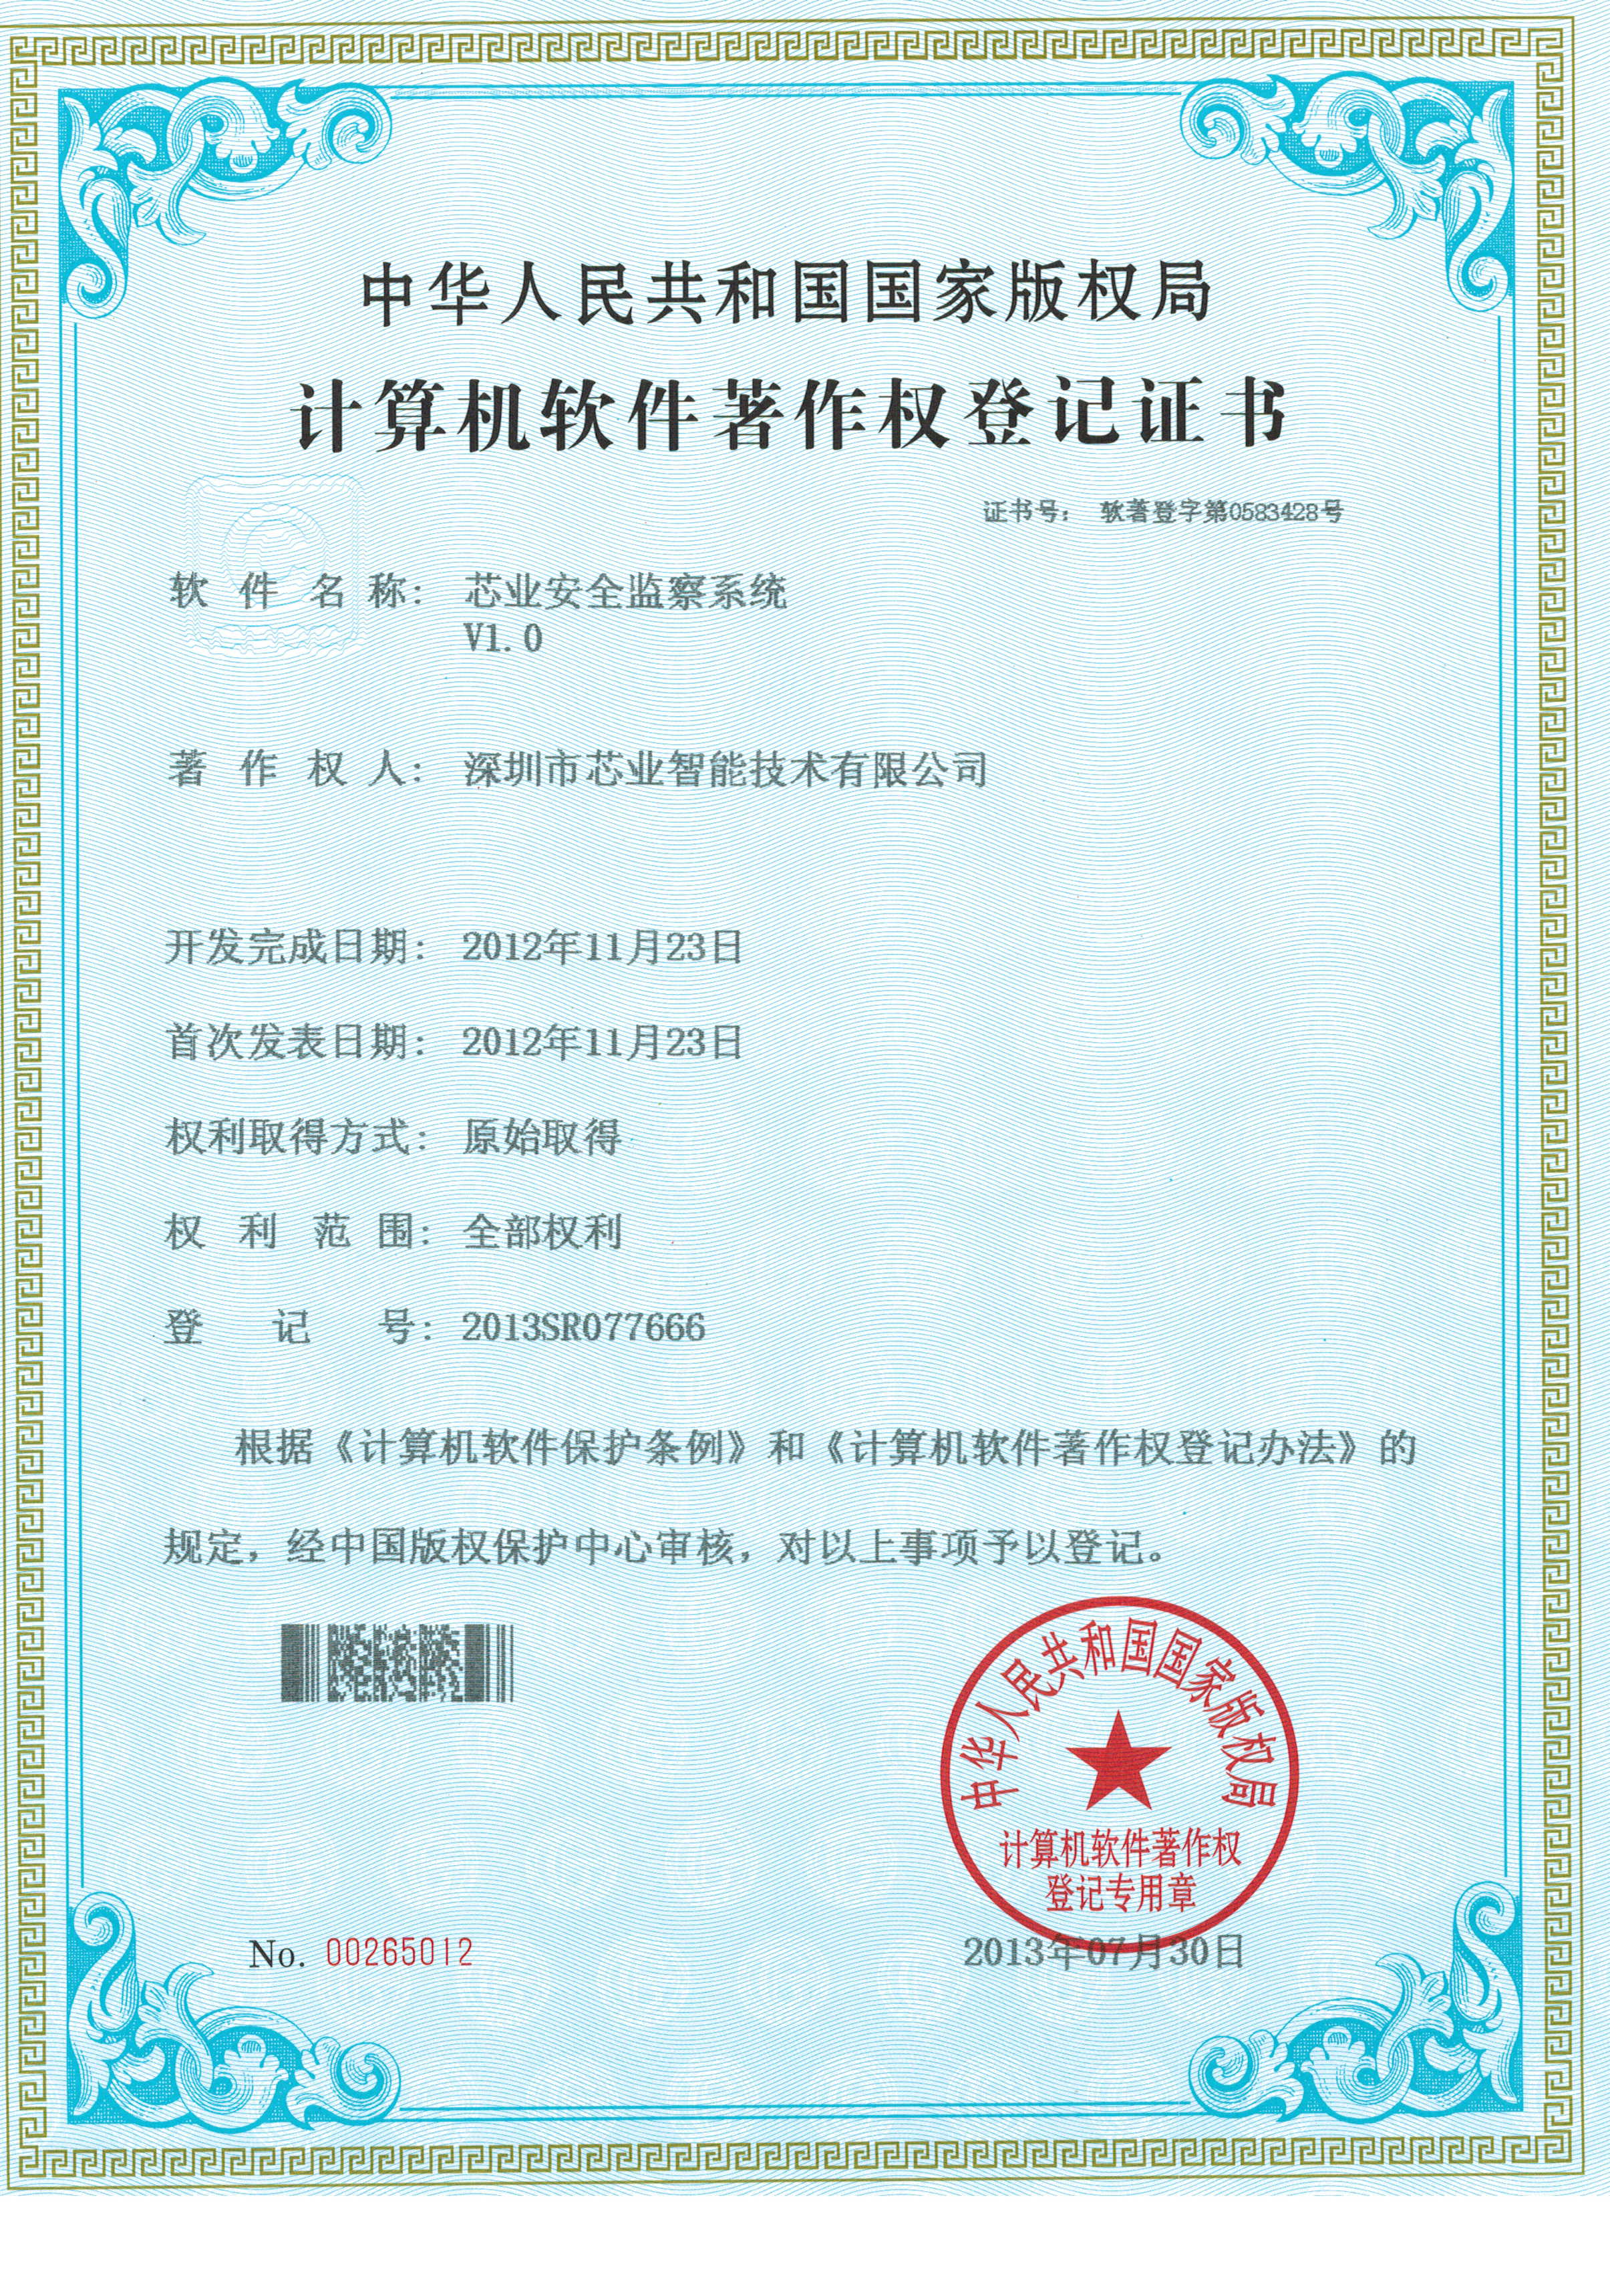 中华人民共和国国家版权局
计算机软件著作权登记证书
证书号： 软著登字第0583428号
软件名称： 芯业安全监察系统
V1.0
著作权人： 深圳市芯业智能技术有限公司
开发完成日期： 2012年11月23日
首次发表日期： 2012年11月23日
权利取得方式： 原始取得
权利范围： 全部权利
登记号： 2013SR077666
根据《计算机软件保护条例》和《计算机软件著作权登记办法》的
规定，经中国版权保护中心审核，对以上事项予以登记。
中华人民共和国国家版权局
计算机软件著作权
登记专用章
No. 00265012
2013年07月30日